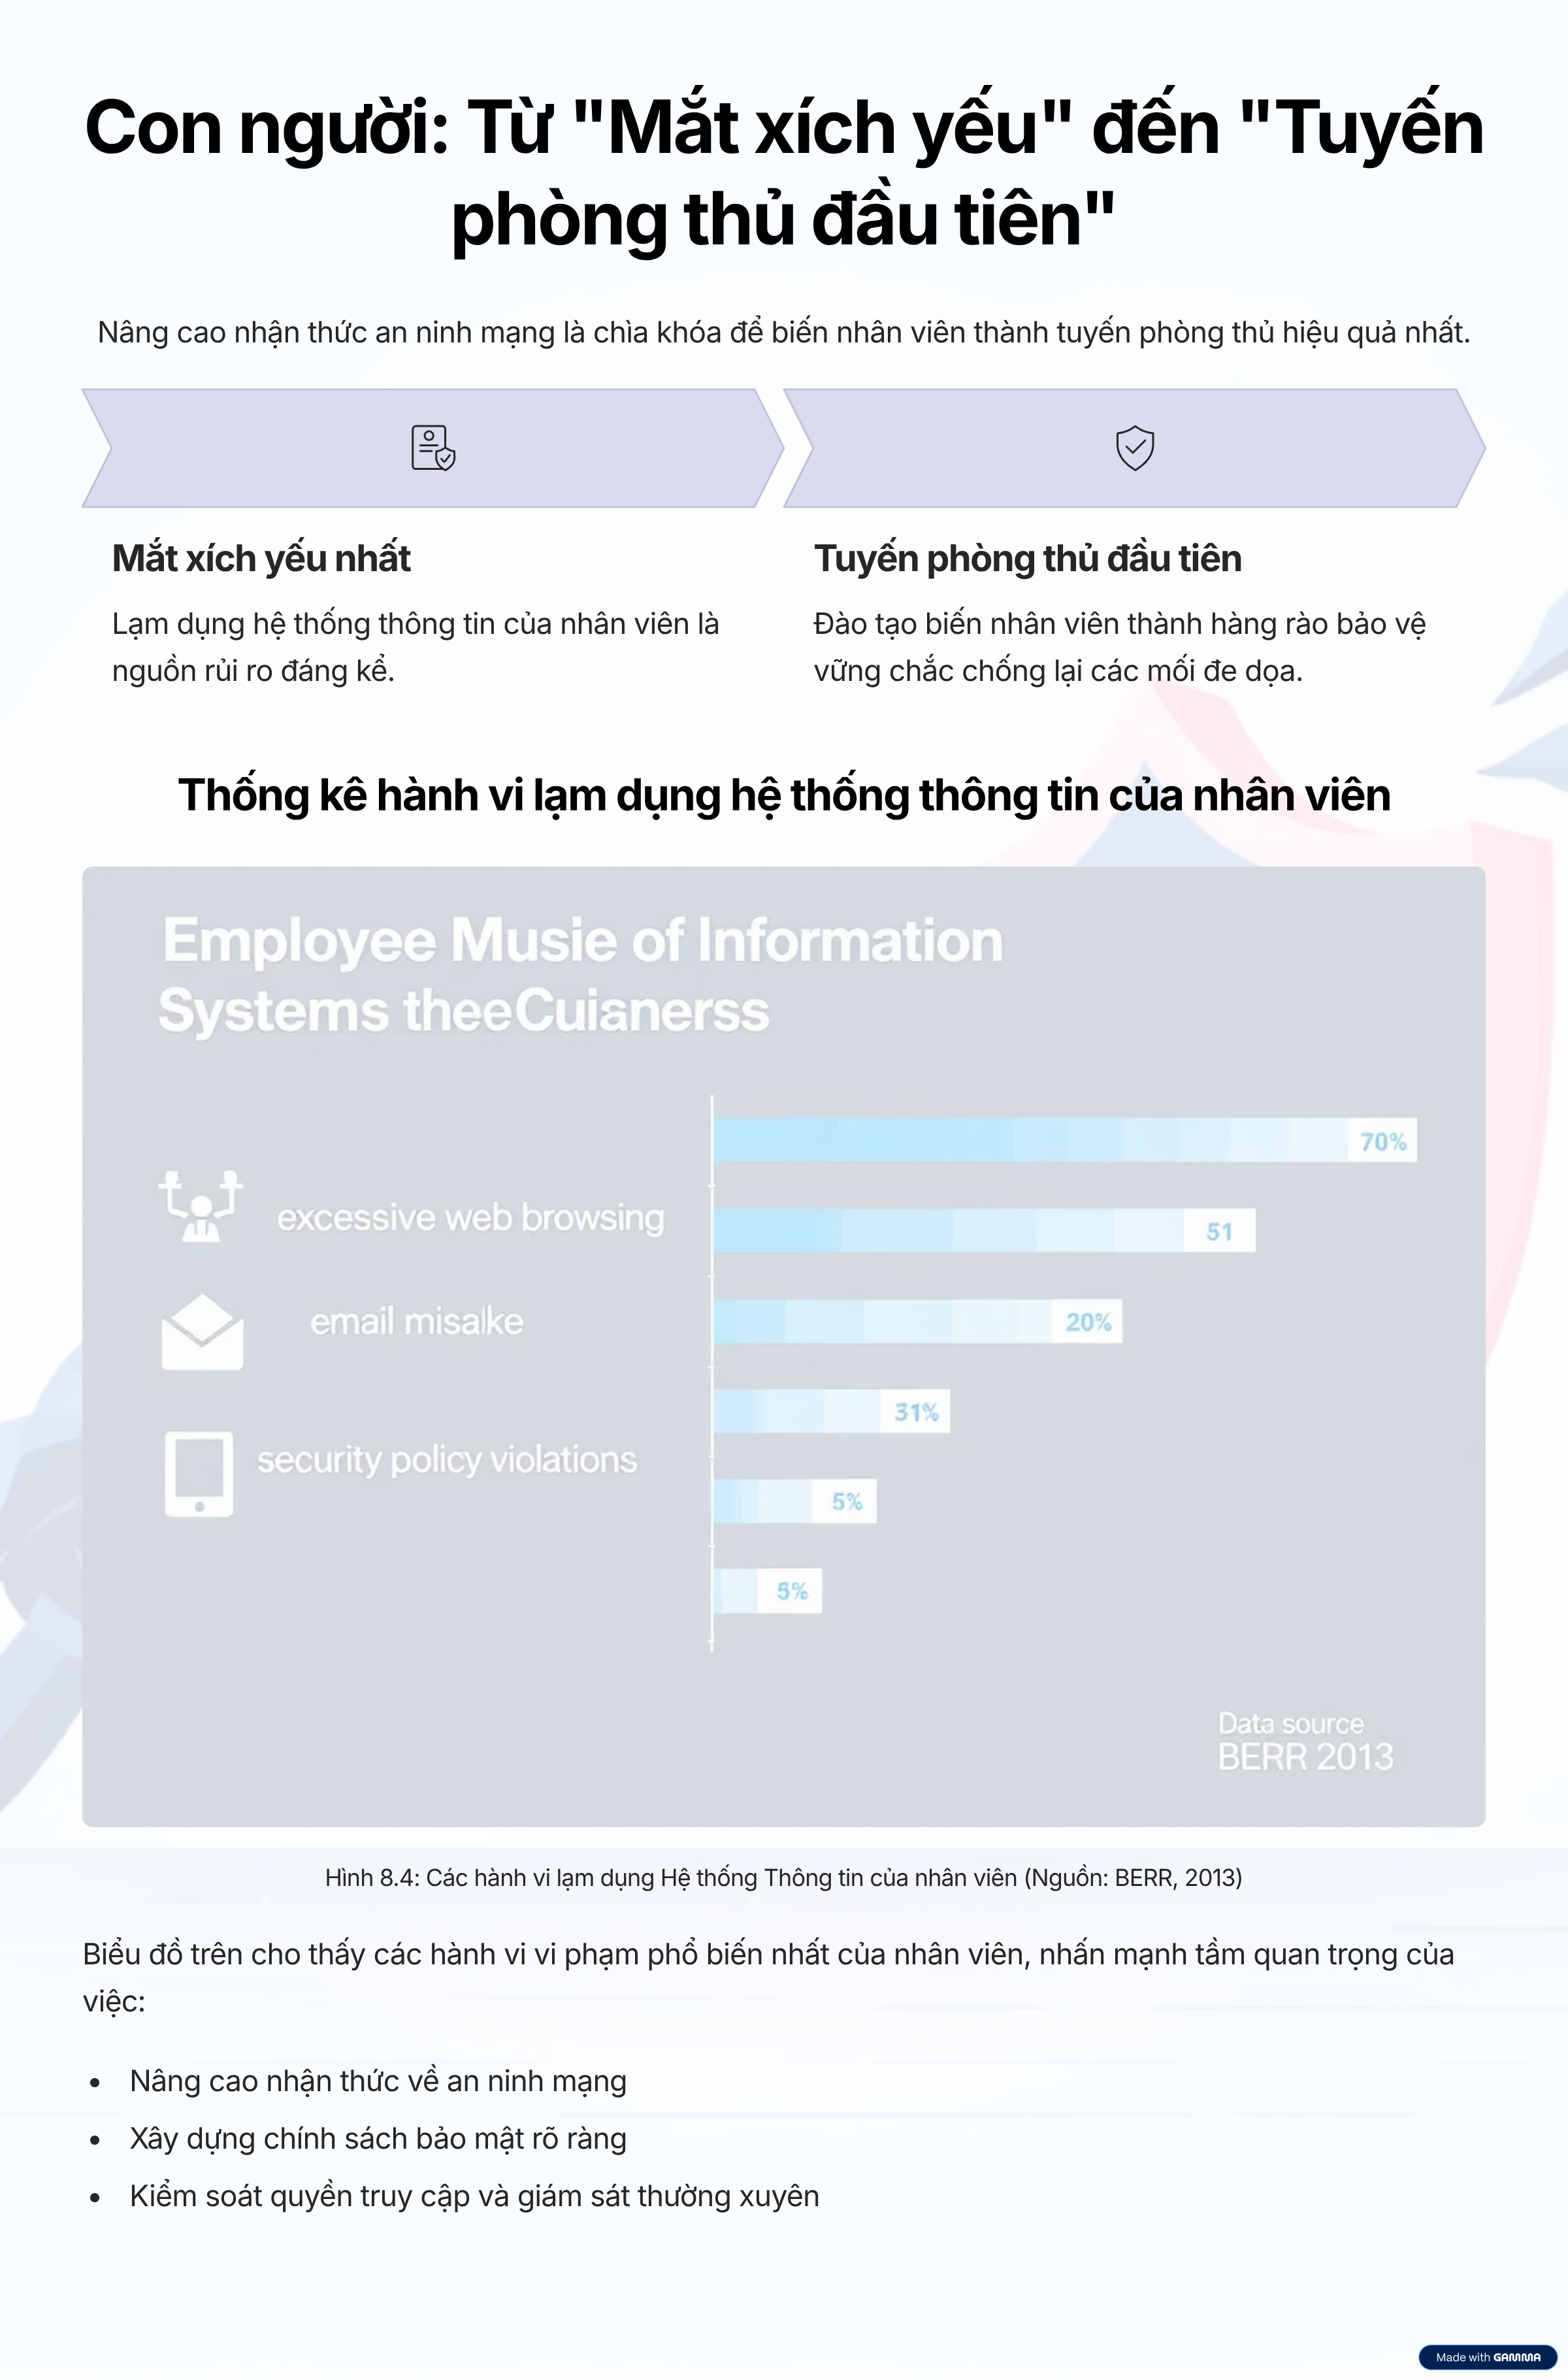 Con người: Từ "Mắt xích yếu" đến "Tuyến
phòng thủ đầu tiên"
Nâng cao nhận thức an ninh mạng là chìa khóa để biến nhân viên thành tuyến phòng thủ hiệu quả nhất.
Mắt xích yếu nhất
Lạm dụng hệ thống thông tin của nhân viên là
nguồn rủi ro đáng kể.
Tuyến phòng thủ đầu tiên
Đào tạo biến nhân viên thành hàng rào bảo vệ
vững chắc chống lại các mối đe dọa.
Thống kê hành vi lạm dụng hệ thống thông tin của nhân viên
Employee Musie of Information
Systems theeCuianerss
70%
excessive web browsing
51
email misalke
20%
31%
security policy violations
5%
5%
Data source
BERR 2013
Hình 8.4: Các hành vi lạm dụng Hệ thống Thông tin của nhân viên (Nguồn: BERR, 2013)
Biểu đồ trên cho thấy các hành vi vi phạm phổ biến nhất của nhân viên, nhấn mạnh tầm quan trọng của
việc:
• Nâng cao nhận thức về an ninh mạng
• Xây dựng chính sách bảo mật rõ ràng
• Kiểm soát quyền truy cập và giám sát thường xuyên
Made with GAMMA